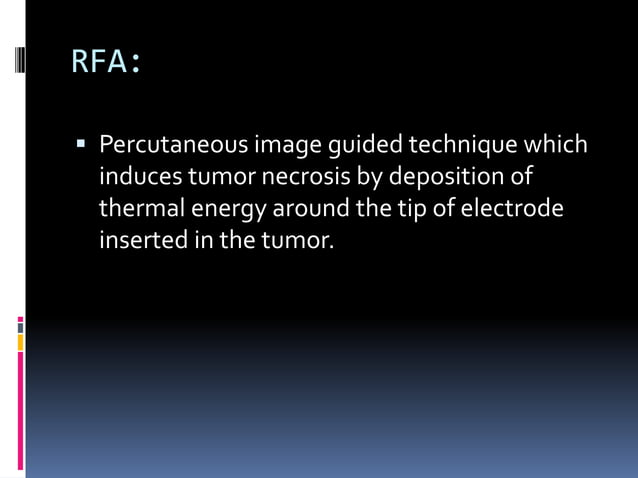 RFA:
▪ Percutaneous image guided technique which
induces tumor necrosis by deposition of
thermal energy around the tip of electrode
inserted in the tumor.